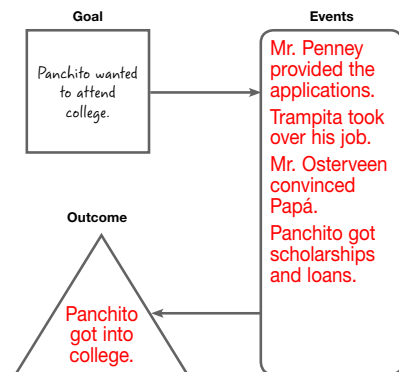 Goal
Panchito wanted
to attend
college.
Events
Mr. Penney
provided the
applications.
Trampita took
over his job.
Mr. Osterveen
convinced
Papá.
Panchito got
scholarships
and loans.
Outcome
Panchito
got into
college.